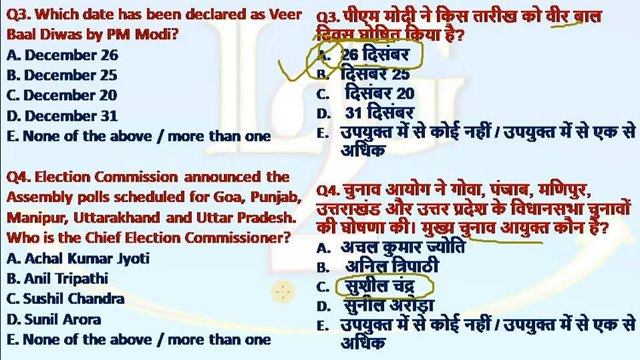 Q3. Which date has been declared as Veer
Baal Diwas by PM Modi?
A. December 26
B. December 25
C. December 20
D. December 31
E. None of the above / more than one
Q4. Election Commission announced the
Assembly polls scheduled for Goa, Punjab,
Manipur, Uttarakhand and Uttar Pradesh.
Who is the Chief Election Commissioner?
A. Achal Kumar Jyoti
B. Anil Tripathi
C. Sushil Chandra
D. Sunil Arora
E. None of the above / more than one
Q3. पीएम मोदी ने किस तारीख को वीर बाल
दिवस घोषित किया है?
A. 26 दिसंबर
B. दिसंबर 25
C. दिसंबर 20
D. 31 दिसंबर
E. उपयुक्त में से कोई नहीं / उपयुक्त में से एक से
अधिक
Q4. चुनाव आयोग ने गोवा, पंजाब, मणिपुर,
उत्तराखंड और उत्तर प्रदेश के विधानसभा चुनावों
की घोषणा की। मुख्य चुनाव आयुक्त कौन है?
A. अचल कुमार ज्योति
B. अनिल त्रिपाठी
C. सुशील चंद्र
D. सुनील अरोड़ा
E. उपयुक्त में से कोई नहीं / उपयुक्त में से एक से
अधिक